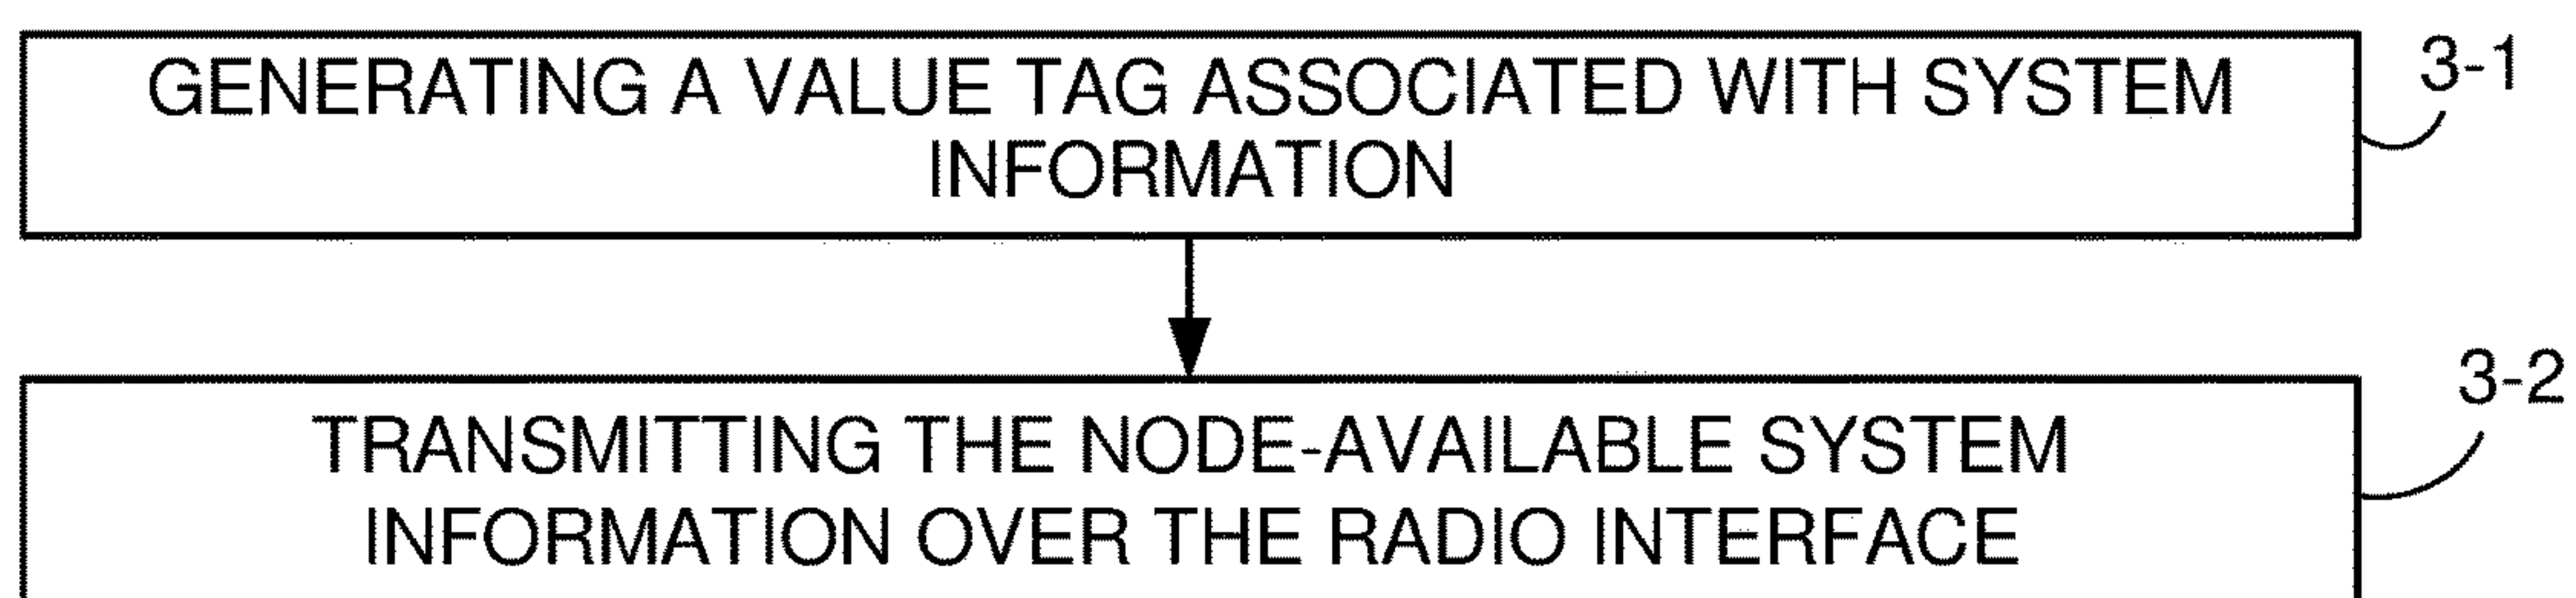 GENERATING A VALUE TAG ASSOCIATED WITH SYSTEM
INFORMATION
3-1
TRANSMITTING THE NODE-AVAILABLE SYSTEM
INFORMATION OVER THE RADIO INTERFACE
3-2